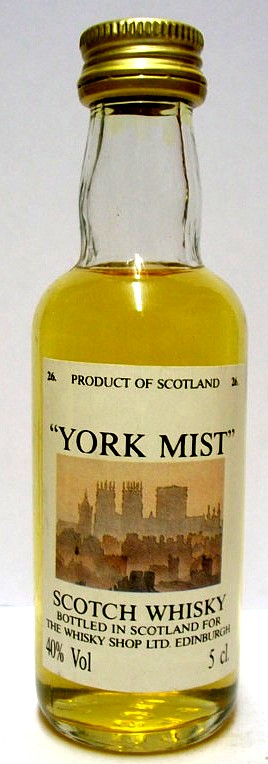 26. PRODUCT OF SCOTLAND 26.
“YORK MIST”
SCOTCH WHISKY
BOTTLED IN SCOTLAND FOR
THE WHISKY SHOP LTD. EDINBURGH
40% Vol 5 cl.